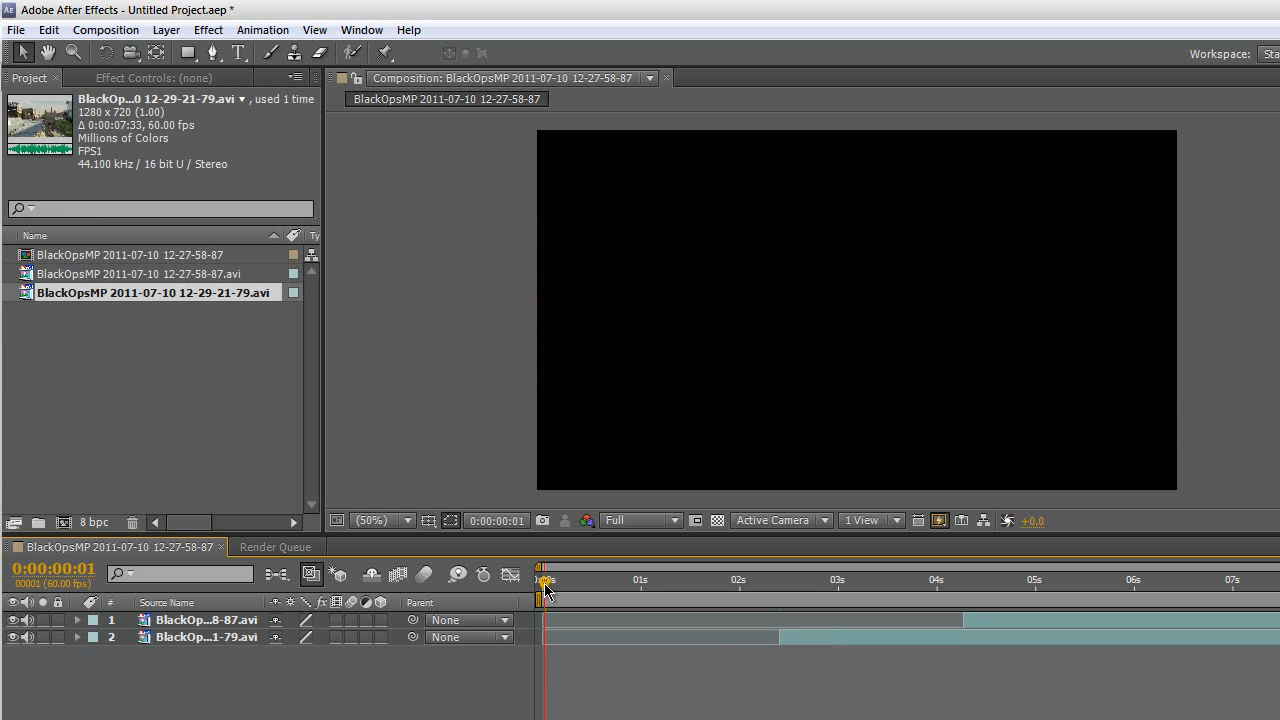 Adobe After Effects - Untitled Project.aep *
File Edit Composition Layer Effect Animation View Window Help
Workspace: Sta
Project Effect Controls: (none) Composition: BlackOpsMP 2011-07-10 12-27-58-87
BlackOpsMP 2011-07-10 12-27-58-87
BlackOp...0 12-29-21-79.avi , used 1 time
1280 x 720 (1.00)
Δ 0:00:07:33, 60.00 fps
Millions of Colors
FPS1
44.100 kHz / 16 bit U / Stereo
Name Ty
BlackOpsMP 2011-07-10 12-27-58-87
BlackOpsMP 2011-07-10 12-27-58-87.avi
BlackOpsMP 2011-07-10 12-29-21-79.avi
8 bpc (50%) 0:00:00:01 Full Active Camera 1 View +0.0
BlackOpsMP 2011-07-10 12-27-58-87 Render Queue
0:00:00:01
00001 (60.00 fps)
01s 02s 03s 04s 05s 06s 07s
# Source Name fx Parent
1 BlackOp...8-87.avi None
2 BlackOp...1-79.avi None